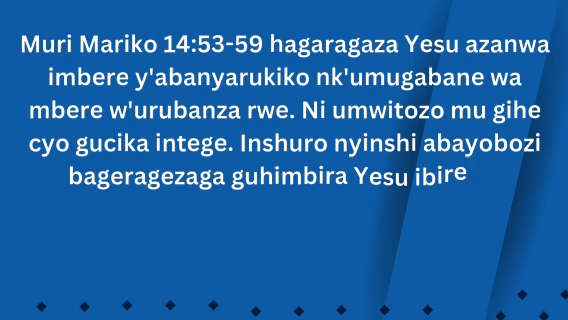 Muri Mariko 14:53-59 hagaragaza Yesu azanwa
imbere y'abanyarukiko nk'umugabane wa
mbere w'urubanza rwe. Ni umwitozo mu gihe
cyo gucika intege. Inshuro nyinshi abayobozi
bageragezaga guhimbira Yesu ibire